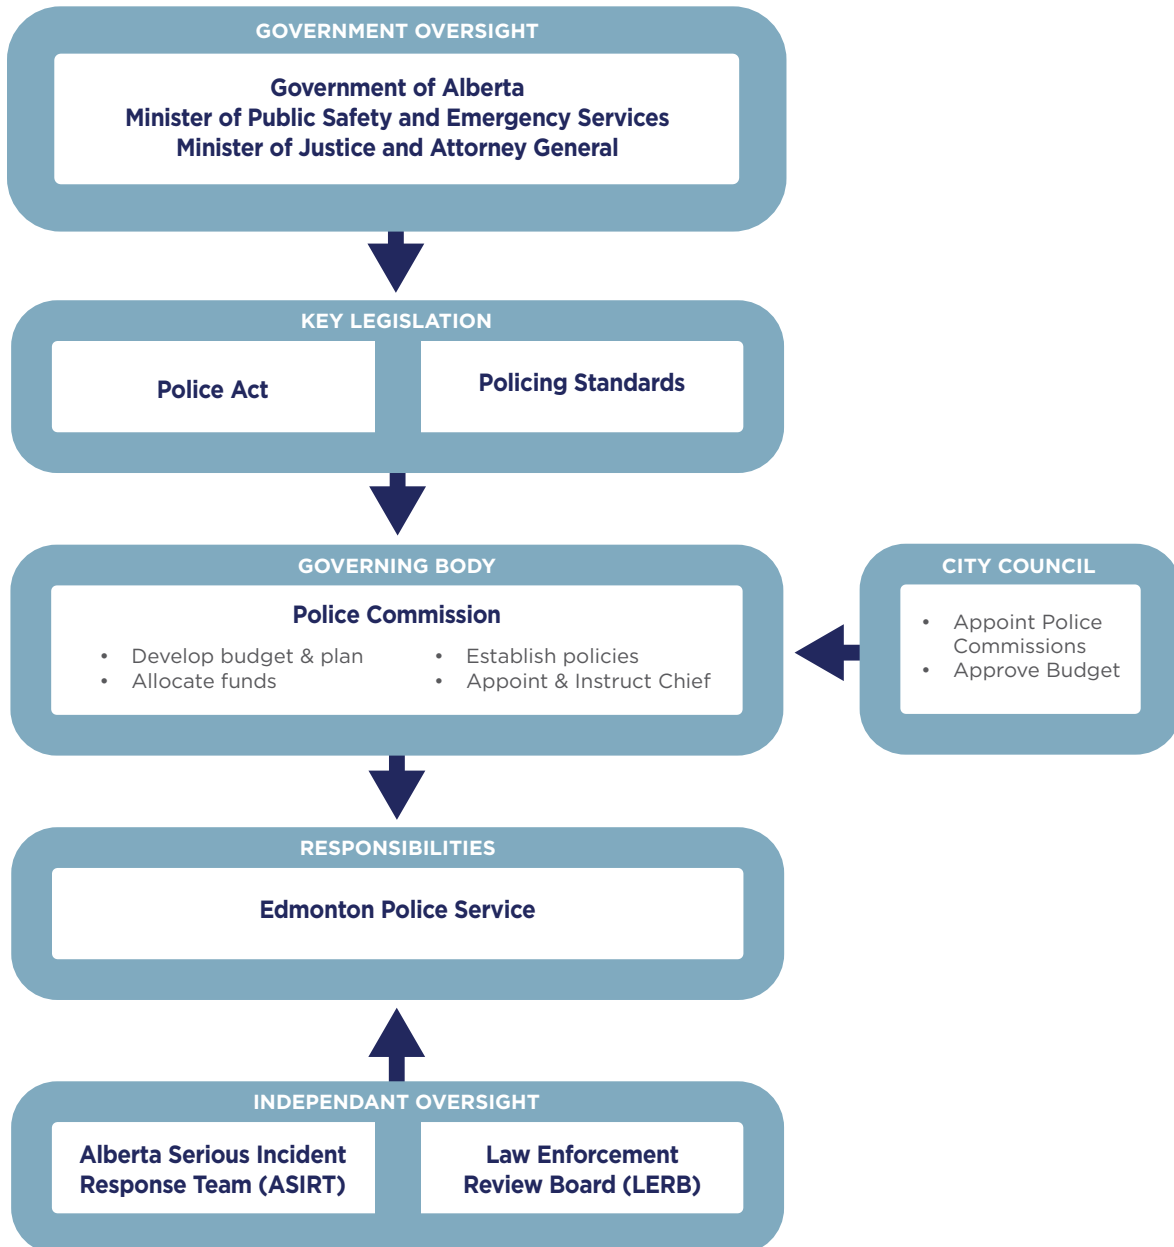 GOVERNMENT OVERSIGHT
Government of Alberta
Minister of Public Safety and Emergency Services
Minister of Justice and Attorney General
KEY LEGISLATION
Police Act
Policing Standards
GOVERNING BODY
Police Commission
• Develop budget & plan
• Allocate funds
• Establish policies
• Appoint & Instruct Chief
CITY COUNCIL
• Appoint Police
Commissions
• Approve Budget
RESPONSIBILITIES
Edmonton Police Service
INDEPENDANT OVERSIGHT
Alberta Serious Incident
Response Team (ASIRT)
Law Enforcement
Review Board (LERB)